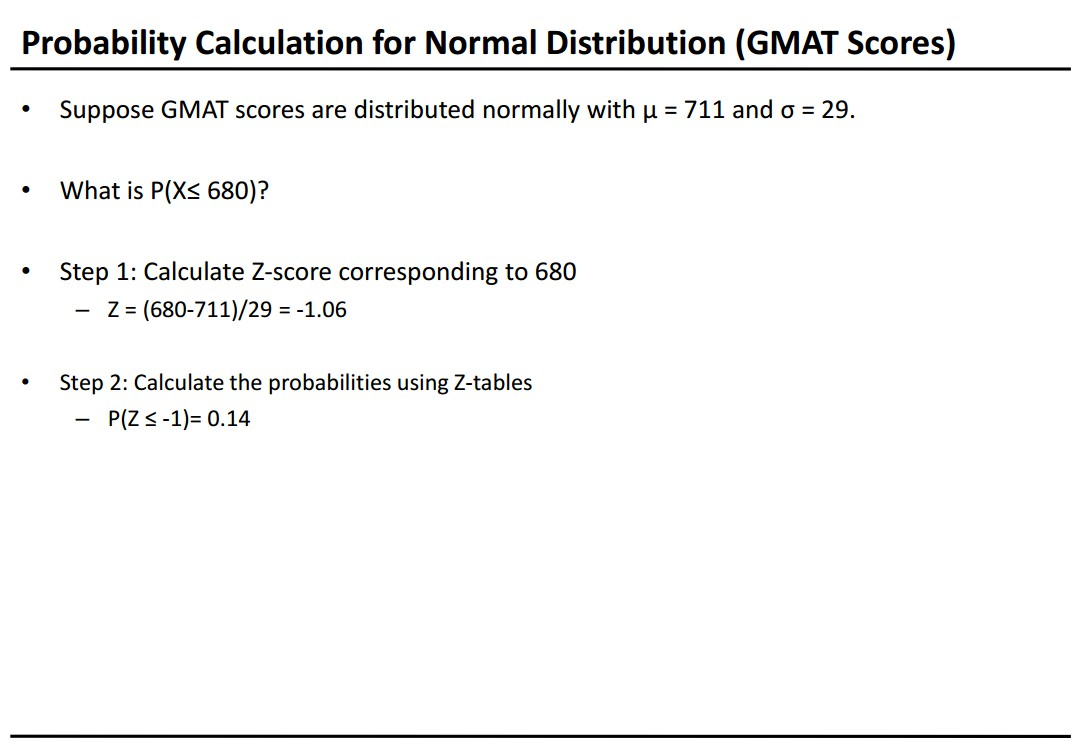 Probability Calculation for Normal Distribution (GMAT Scores)
• Suppose GMAT scores are distributed normally with μ = 711 and σ = 29.
• What is P(X≤ 680)?
• Step 1: Calculate Z-score corresponding to 680
– Z = (680-711)/29 = -1.06
• Step 2: Calculate the probabilities using Z-tables
– P(Z ≤ -1)= 0.14